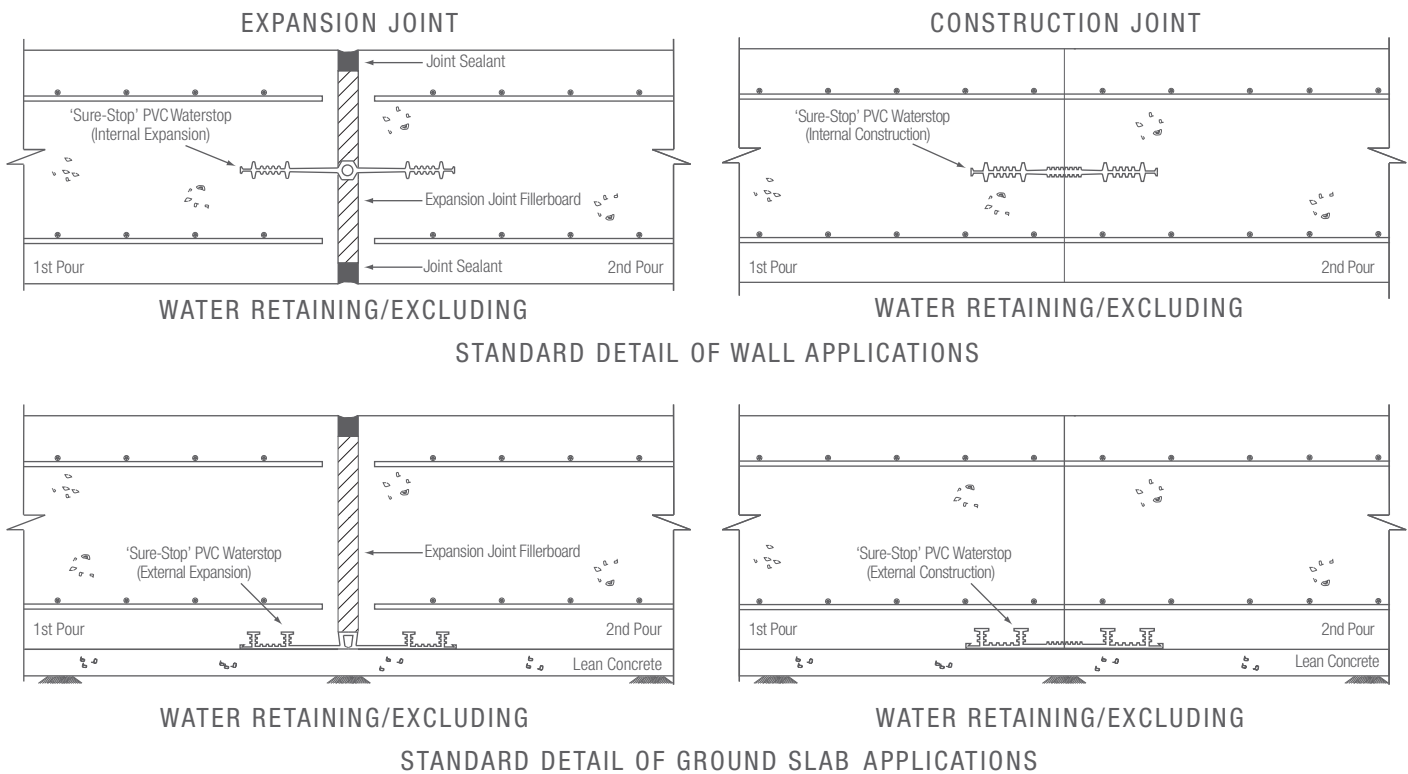 EXPANSION JOINT
CONSTRUCTION JOINT
Joint Sealant
'Sure-Stop' PVC Waterstop
(Internal Expansion)
Expansion Joint Fillerboard
1st Pour
Joint Sealant
2nd Pour
WATER RETAINING/EXCLUDING
'Sure-Stop' PVC Waterstop
(Internal Construction)
1st Pour
2nd Pour
WATER RETAINING/EXCLUDING
STANDARD DETAIL OF WALL APPLICATIONS
'Sure-Stop' PVC Waterstop
(External Expansion)
Expansion Joint Fillerboard
1st Pour
2nd Pour
Lean Concrete
WATER RETAINING/EXCLUDING
'Sure-Stop' PVC Waterstop
(External Construction)
1st Pour
2nd Pour
Lean Concrete
WATER RETAINING/EXCLUDING
STANDARD DETAIL OF GROUND SLAB APPLICATIONS